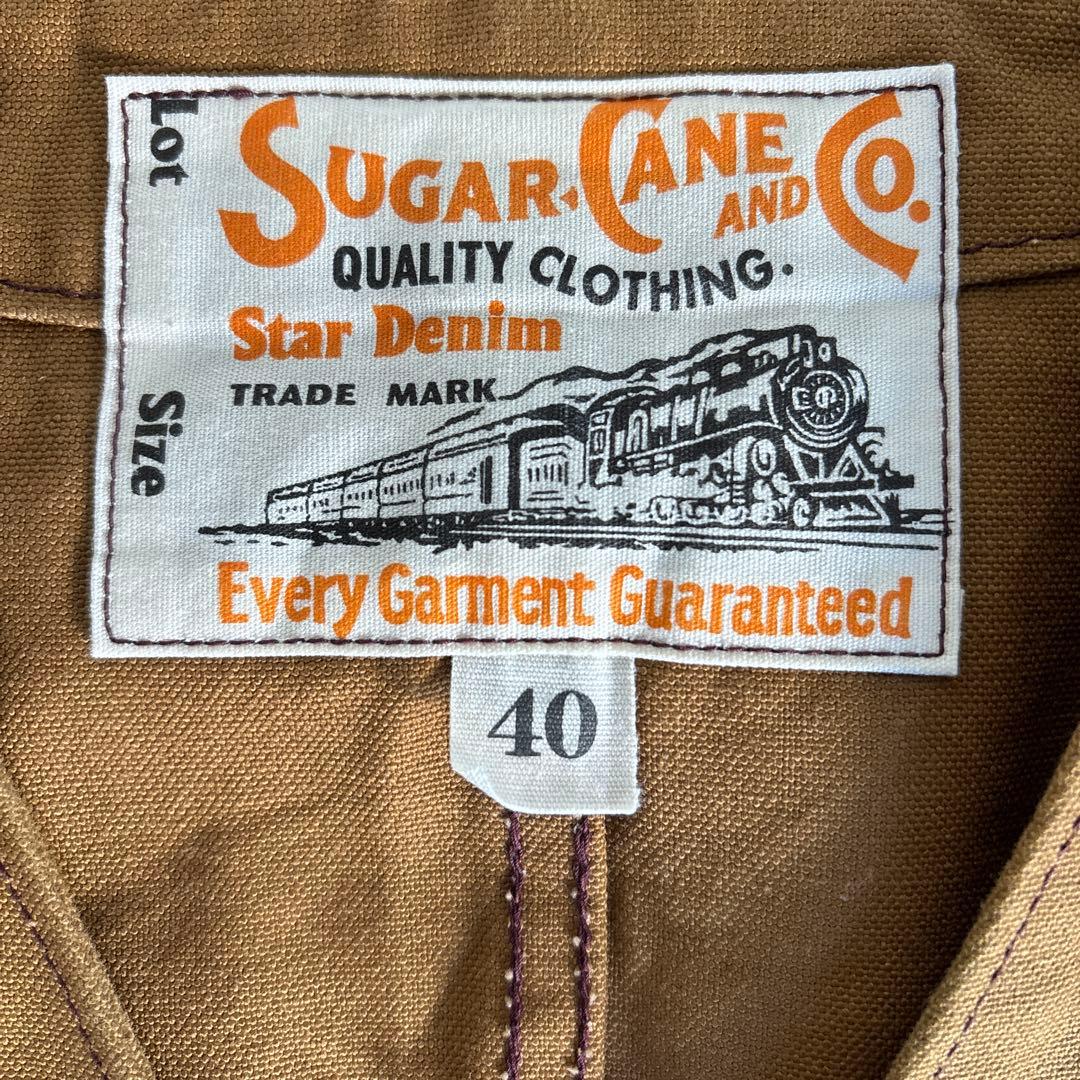 Lot
SUGAR CANE AND CO.
QUALITY CLOTHING.
Star Denim
TRADE MARK
Size
Every Garment Guaranteed
40